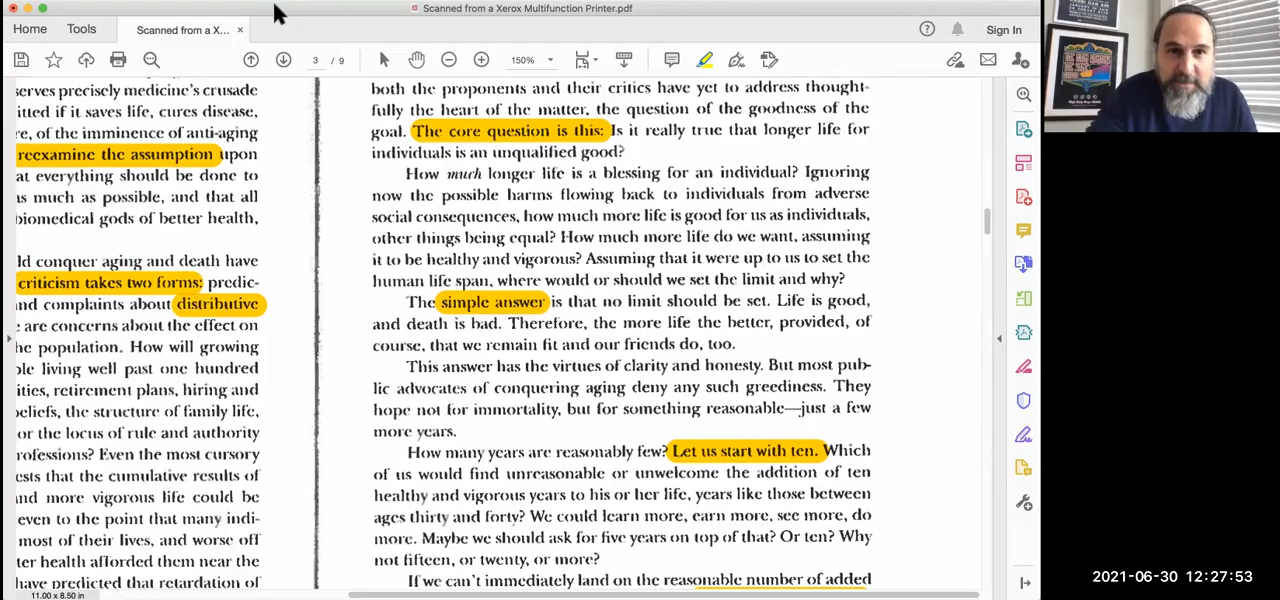 Scanned from a Xerox Multifunction Printer.pdf
Home
Tools
Scanned from a X...
×
Sign In
3 / 9
150%
serves precisely medicine's crusade
itted if it saves life, cures disease,
re, of the imminence of anti-aging
reexamine the assumption upon
at everything should be done to
as much as possible, and that all
biomedical gods of better health,
ld conquer aging and death have
criticism takes two forms: predic-
nd complaints about distributive
e are concerns about the effect on
he population. How will growing
ple living well past one hundred
ities, retirement plans, hiring and
beliefs, the structure of family life,
or the locus of rule and authority
rofessions? Even the most cursory
ests that the cumulative results of
and more vigorous life could be
even to the point that many indi-
most of their lives, and worse off
ter health afforded them near the
have predicted that retardation of
both the proponents and their critics have yet to address thought-
fully the heart of the matter, the question of the goodness of the
goal. The core question is this: Is it really true that longer life for
individuals is an unqualified good?
How much longer life is a blessing for an individual? Ignoring
now the possible harms flowing back to individuals from adverse
social consequences, how much more life is good for us as individuals,
other things being equal? How much more life do we want, assuming
it to be healthy and vigorous? Assuming that it were up to us to set the
human life span, where would or should we set the limit and why?
The simple answer is that no limit should be set. Life is good,
and death is bad. Therefore, the more life the better, provided, of
course, that we remain fit and our friends do, too.
This answer has the virtues of clarity and honesty. But most pub-
lic advocates of conquering aging deny any such greediness. They
hope not for immortality, but for something reasonable—just a few
more years.
How many years are reasonably few? Let us start with ten. Which
of us would find unreasonable or unwelcome the addition of ten
healthy and vigorous years to his or her life, years like those between
ages thirty and forty? We could learn more, earn more, see more, do
more. Maybe we should ask for five years on top of that? Or ten? Why
not fifteen, or twenty, or more?
If we can't immediately land on the reasonable number of added
11.00 x 8.50 in
2021-06-30 12:27:53